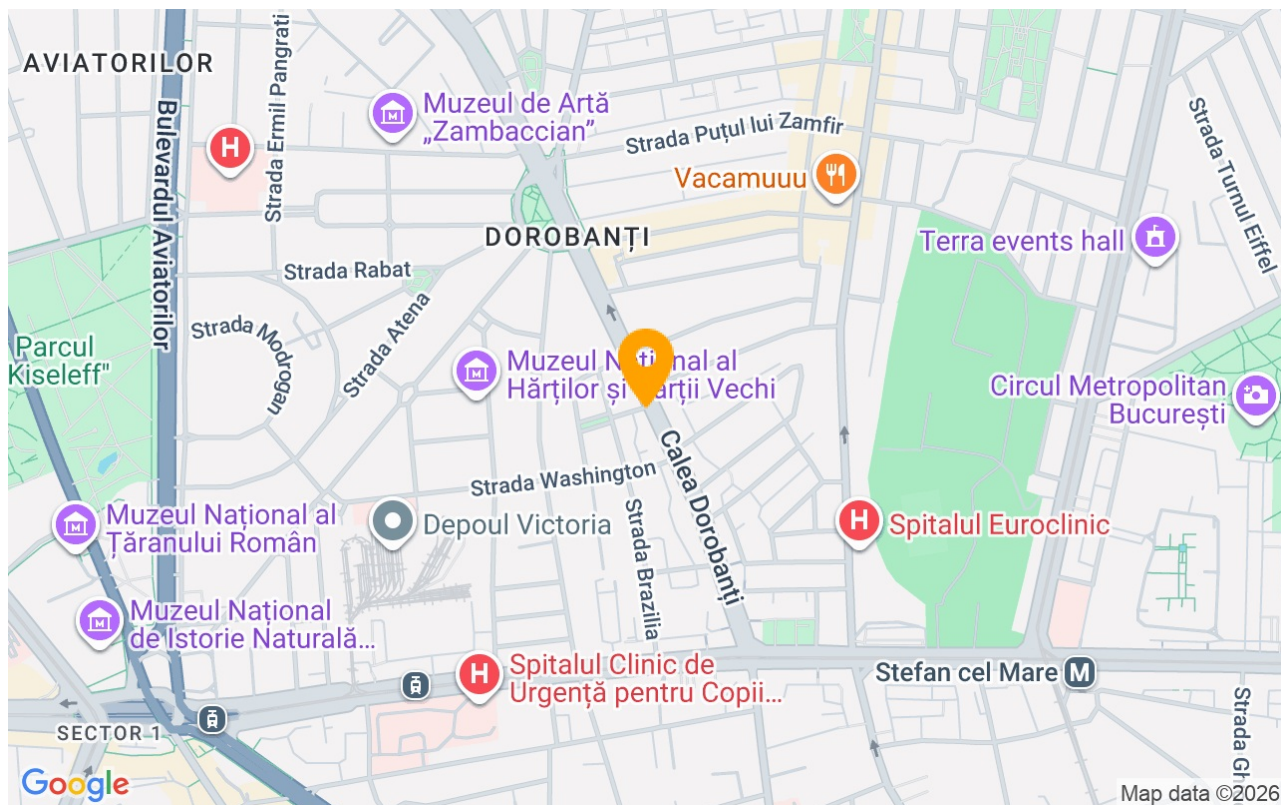 AVIATORILOR
Bulevardul Aviatorilor
Strada Ermil Pangrati
H
Muzeul de Artă
„Zambaccian”
Strada Puțul lui Zamfir
Vacamuuu
Strada Turnul Eiffel
DOROBANȚI
Terra events hall
Strada Rabat
Strada Atena
Strada Modrogan
Parcul
Kiseleff"
Muzeul Național al
Hărților și
ărții Vechi
Circul Metropolitan
București
Calea Dorobanți
Strada Washington
Strada Brazilia
Muzeul Național al
Țăranului Român
Depoul Victoria
H
Spitalul Euroclinic
Muzeul Național
de Istorie Naturală...
H
Spitalul Clinic de
Urgență pentru Copii...
Stefan cel Mare M
Strada Gh
SECTOR 1
Google
Map data ©2026